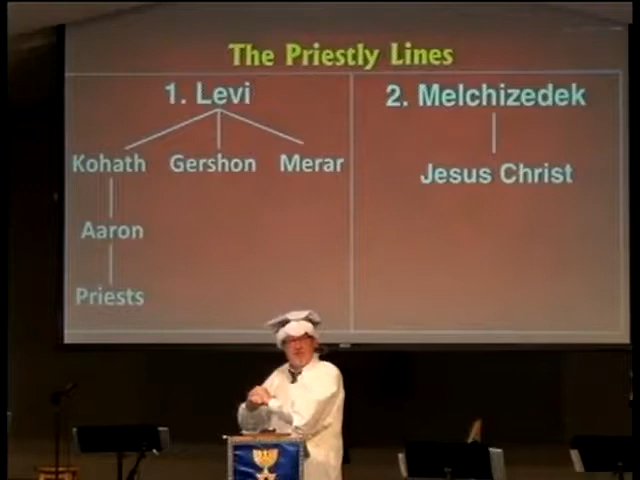 The Priestly Lines
1. Levi
2. Melchizedek
Kohath Gershon Merar
Jesus Christ
Aaron
Priests